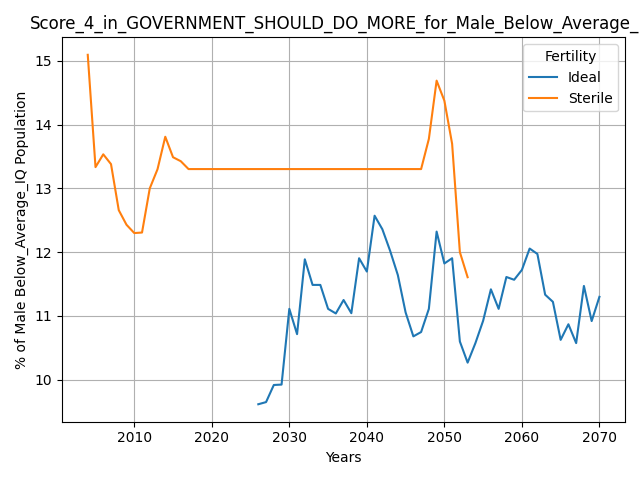 Score_4_in_GOVERNMENT_SHOULD_DO_MORE_for_Male_Below_Average_
Fertility
Ideal
Sterile
% of Male Below_Average_IQ Population
15
14
13
12
11
10
2010 2020 2030 2040 2050 2060 2070
Years